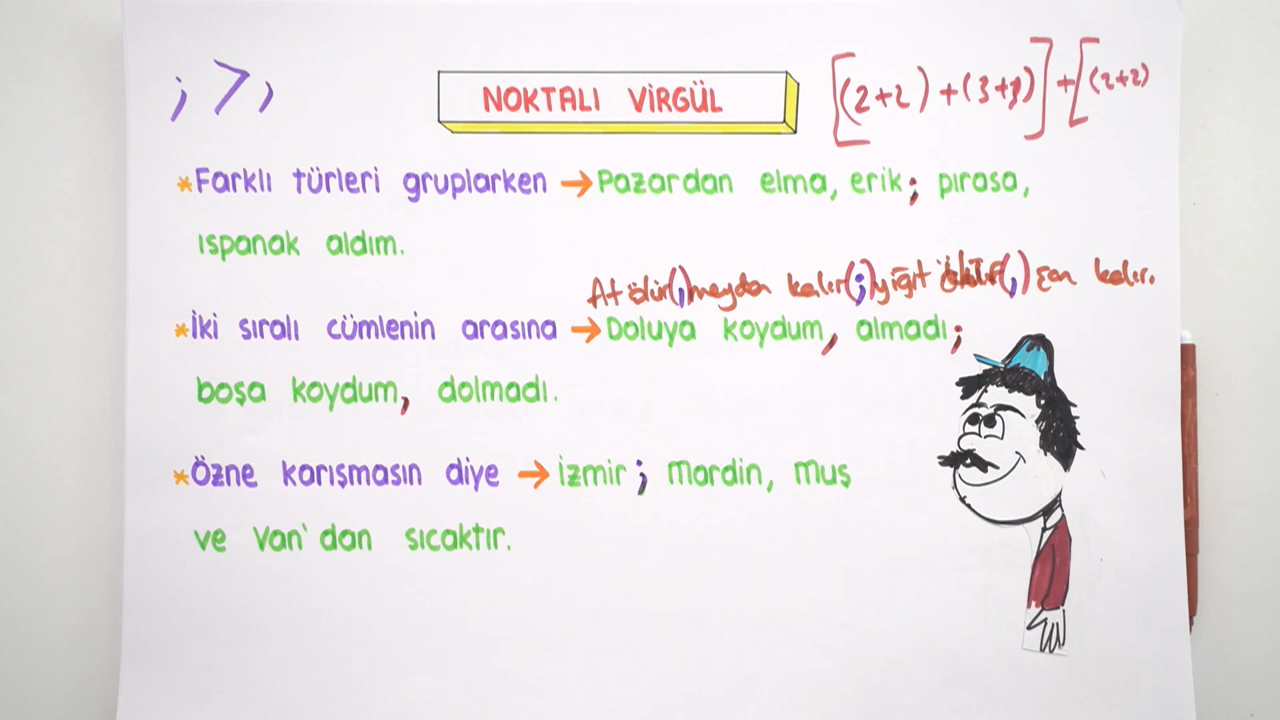 ; > ,
NOKTALI VİRGÜL
[(2+2)+(3+3)]+[(2+2)
*Farklı türleri gruplarken → Pazardan elma, erik; pırasa,
ıspanak aldım.
At ölür(,)meydan kalır(;)yiğit ölür(,) şan kalır.
*İki sıralı cümlenin arasına → Doluya koydum, almadı;
boşa koydum, dolmadı.
*Özne karışmasın diye → İzmir; Mardin, Muş
ve Van'dan sıcaktır.